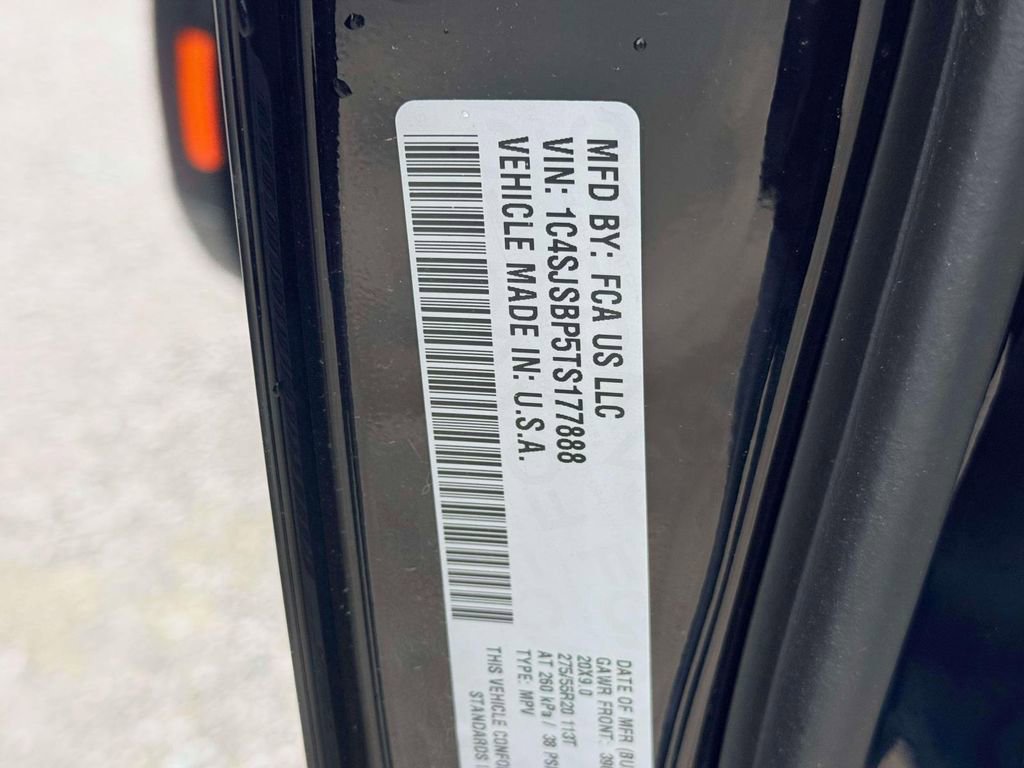 MFD BY: FCA US LLC
VIN: 1C4SJSBP5TS177888
VEHICLE MADE IN: U.S.A.
DATE OF MFR
GAWR FRONT:
20X9.0
275/55R20 113T
AT 260 kPa / 38 PSI
TYPE: MPV
THIS VEHICLE
STANDARDS